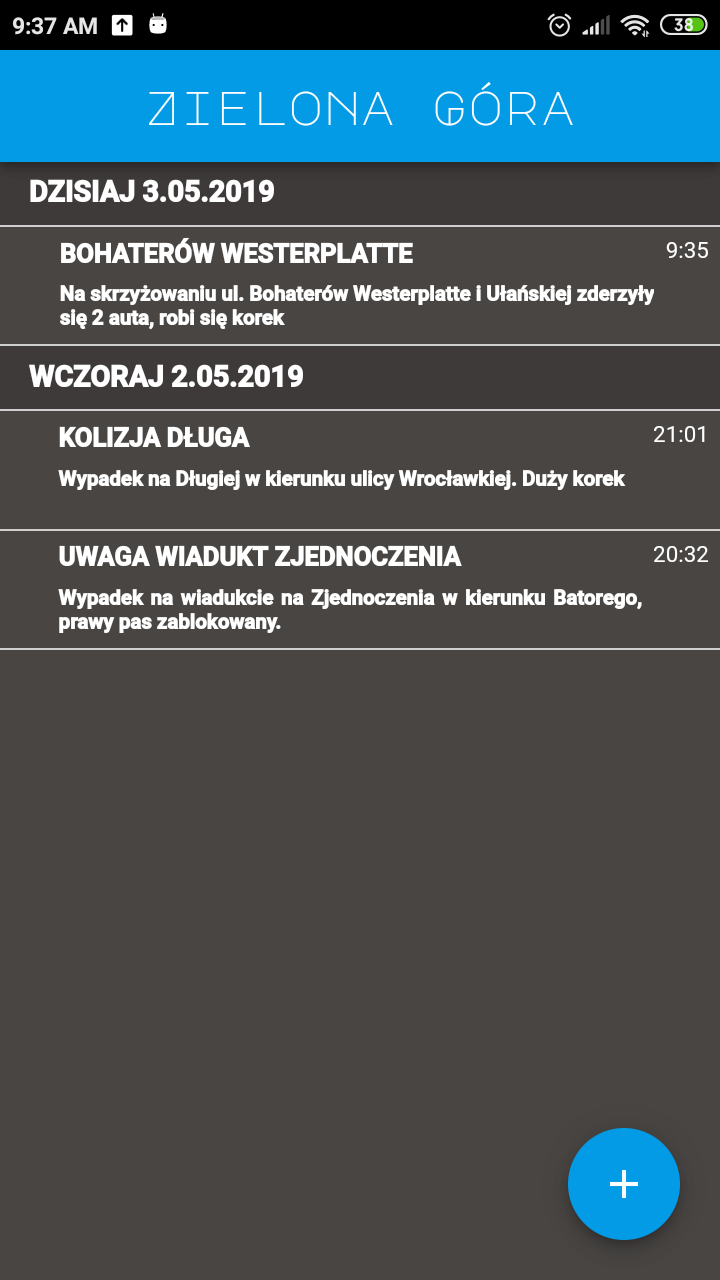 9:37 AM 38
ZIELONA GÓRA
DZISIAJ 3.05.2019
BOHATERÓW WESTERPLATTE 9:35
Na skrzyżowaniu ul. Bohaterów Westerplatte i Ułańskiej zderzyły
się 2 auta, robi się korek
WCZORAJ 2.05.2019
KOLIZJA DŁUGA 21:01
Wypadek na Długiej w kierunku ulicy Wrocławkiej. Duży korek
UWAGA WIADUKT ZJEDNOCZENIA 20:32
Wypadek na wiadukcie na Zjednoczenia w kierunku Batorego,
prawy pas zablokowany.
+